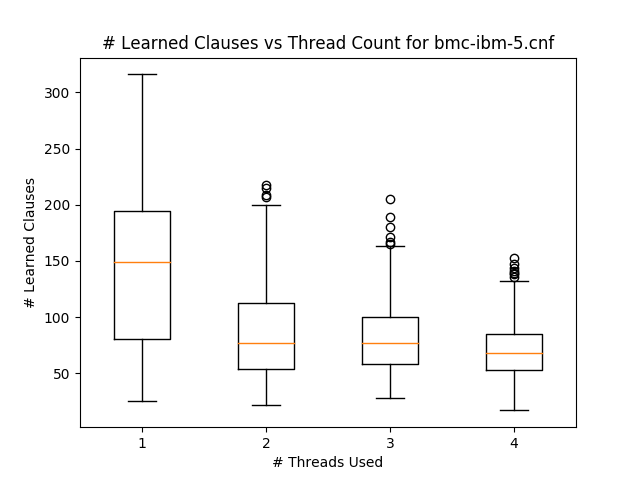 # Learned Clauses vs Thread Count for bmc-ibm-5.cnf
300
250
200
150
100
50
# Learned Clauses
1 2 3 4
# Threads Used